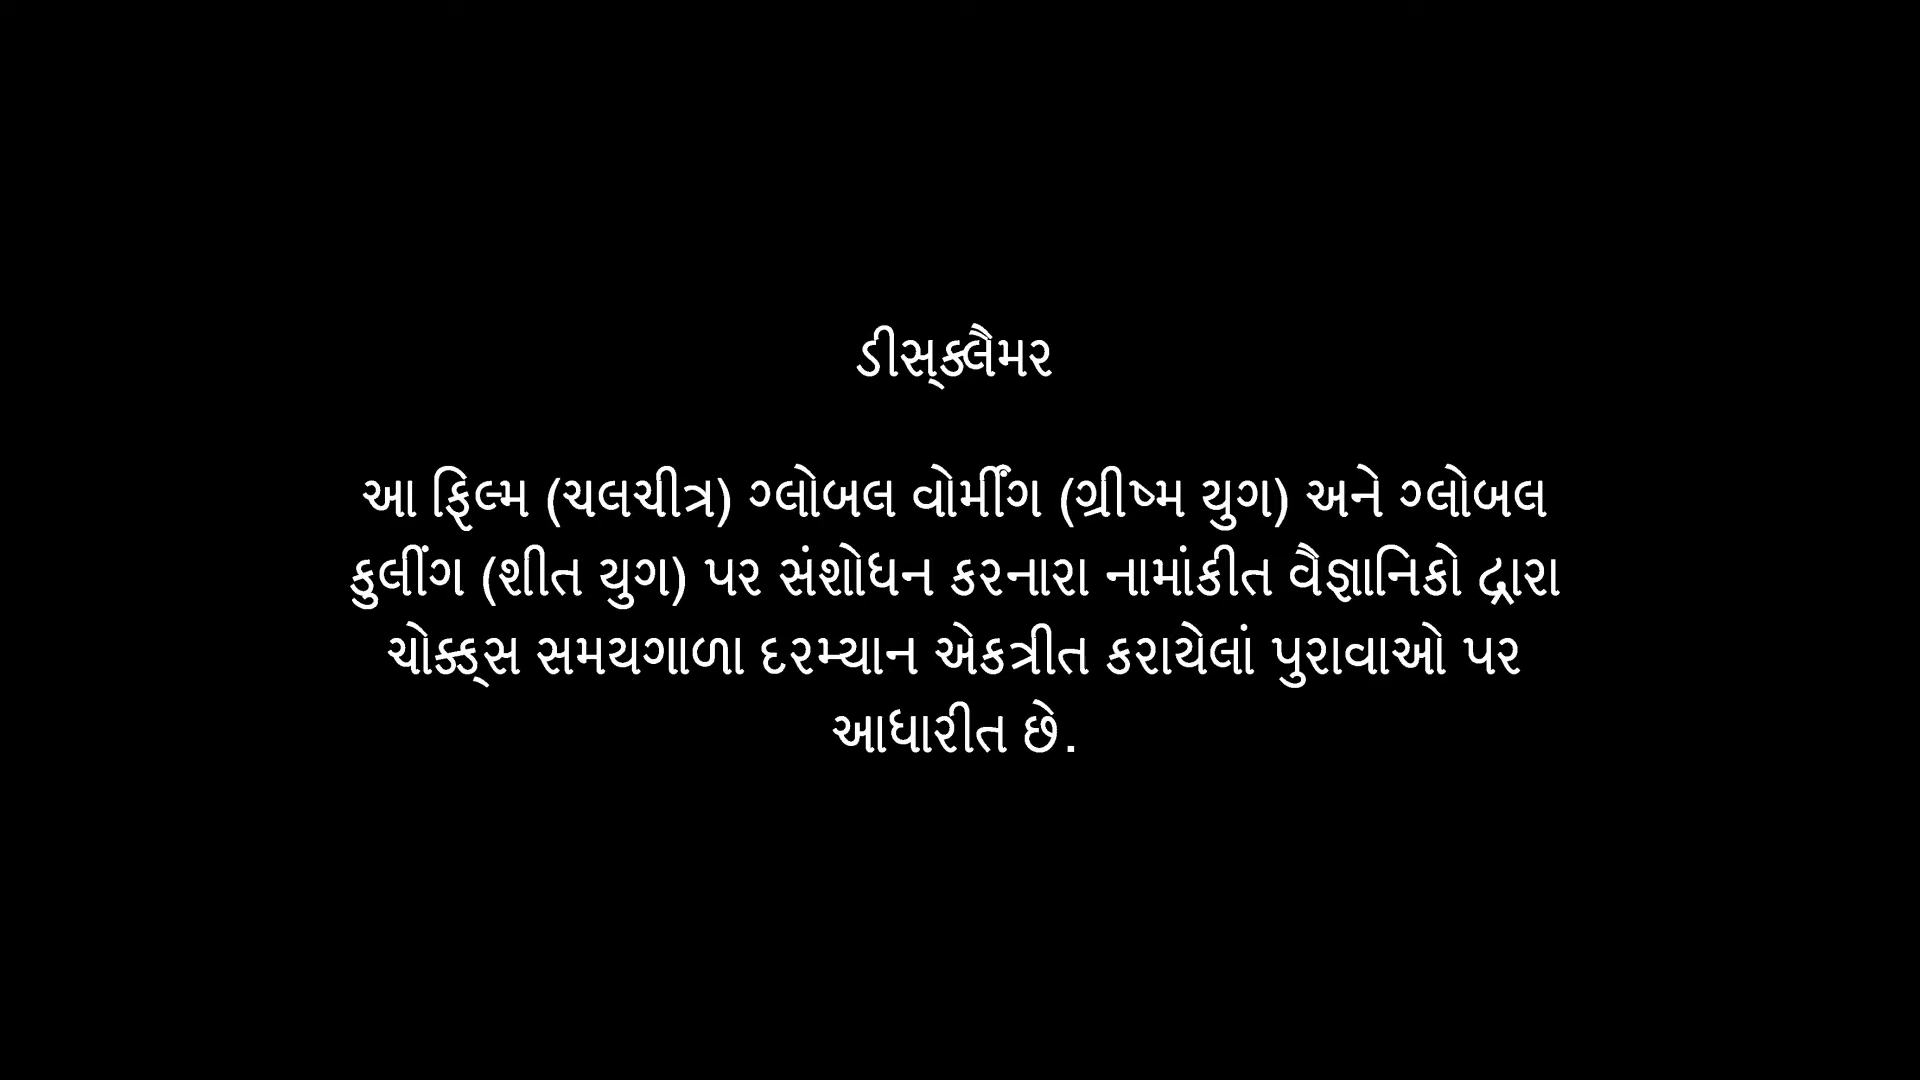 ડીસ્ક્લૈમર
આ ફિલ્મ (ચલચીત્ર) ગ્લોબલ વોર્મીંગ (ગ્રીષ્મ યુગ) અને ગ્લોબલ
કુલીંગ (શીત યુગ) પર સંશોધન કરનારા નામાંકીત વૈજ્ઞાનિકો દ્વારા
ચોક્ક્સ સમયગાળા દરમ્યાન એકત્રીત કરાયેલાં પુરાવાઓ પર
આધારીત છે.